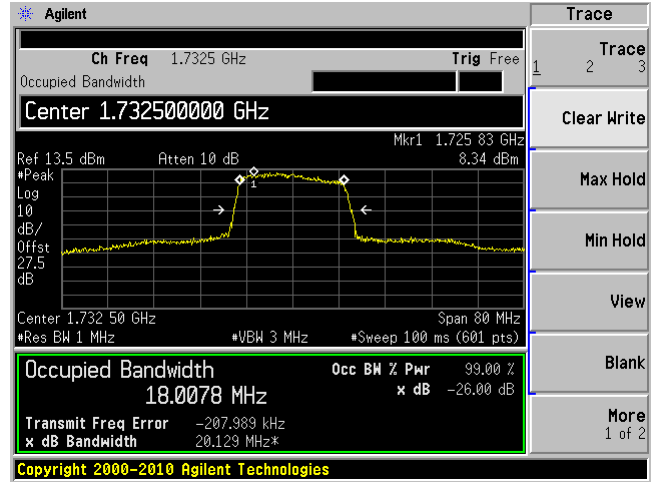 Agilent
Trace
Ch Freq 1.7325 GHz Trig Free
Occupied Bandwidth
Center 1.732500000 GHz
Mkr1 1.725 83 GHz
Ref 13.5 dBm Atten 10 dB 8.34 dBm
#Peak
Log
10
dB/
Offst
27.5
dB
1
Center 1.732 50 GHz Span 80 MHz
#Res BW 1 MHz #VBW 3 MHz #Sweep 100 ms (601 pts)
Occupied Bandwidth Occ BW % Pwr 99.00 %
18.0078 MHz x dB -26.00 dB
Transmit Freq Error -207.989 kHz
x dB Bandwidth 20.129 MHz*
Copyright 2000-2010 Agilent Technologies
Trace
1 2 3
Clear Write
Max Hold
Min Hold
View
Blank
More
1 of 2